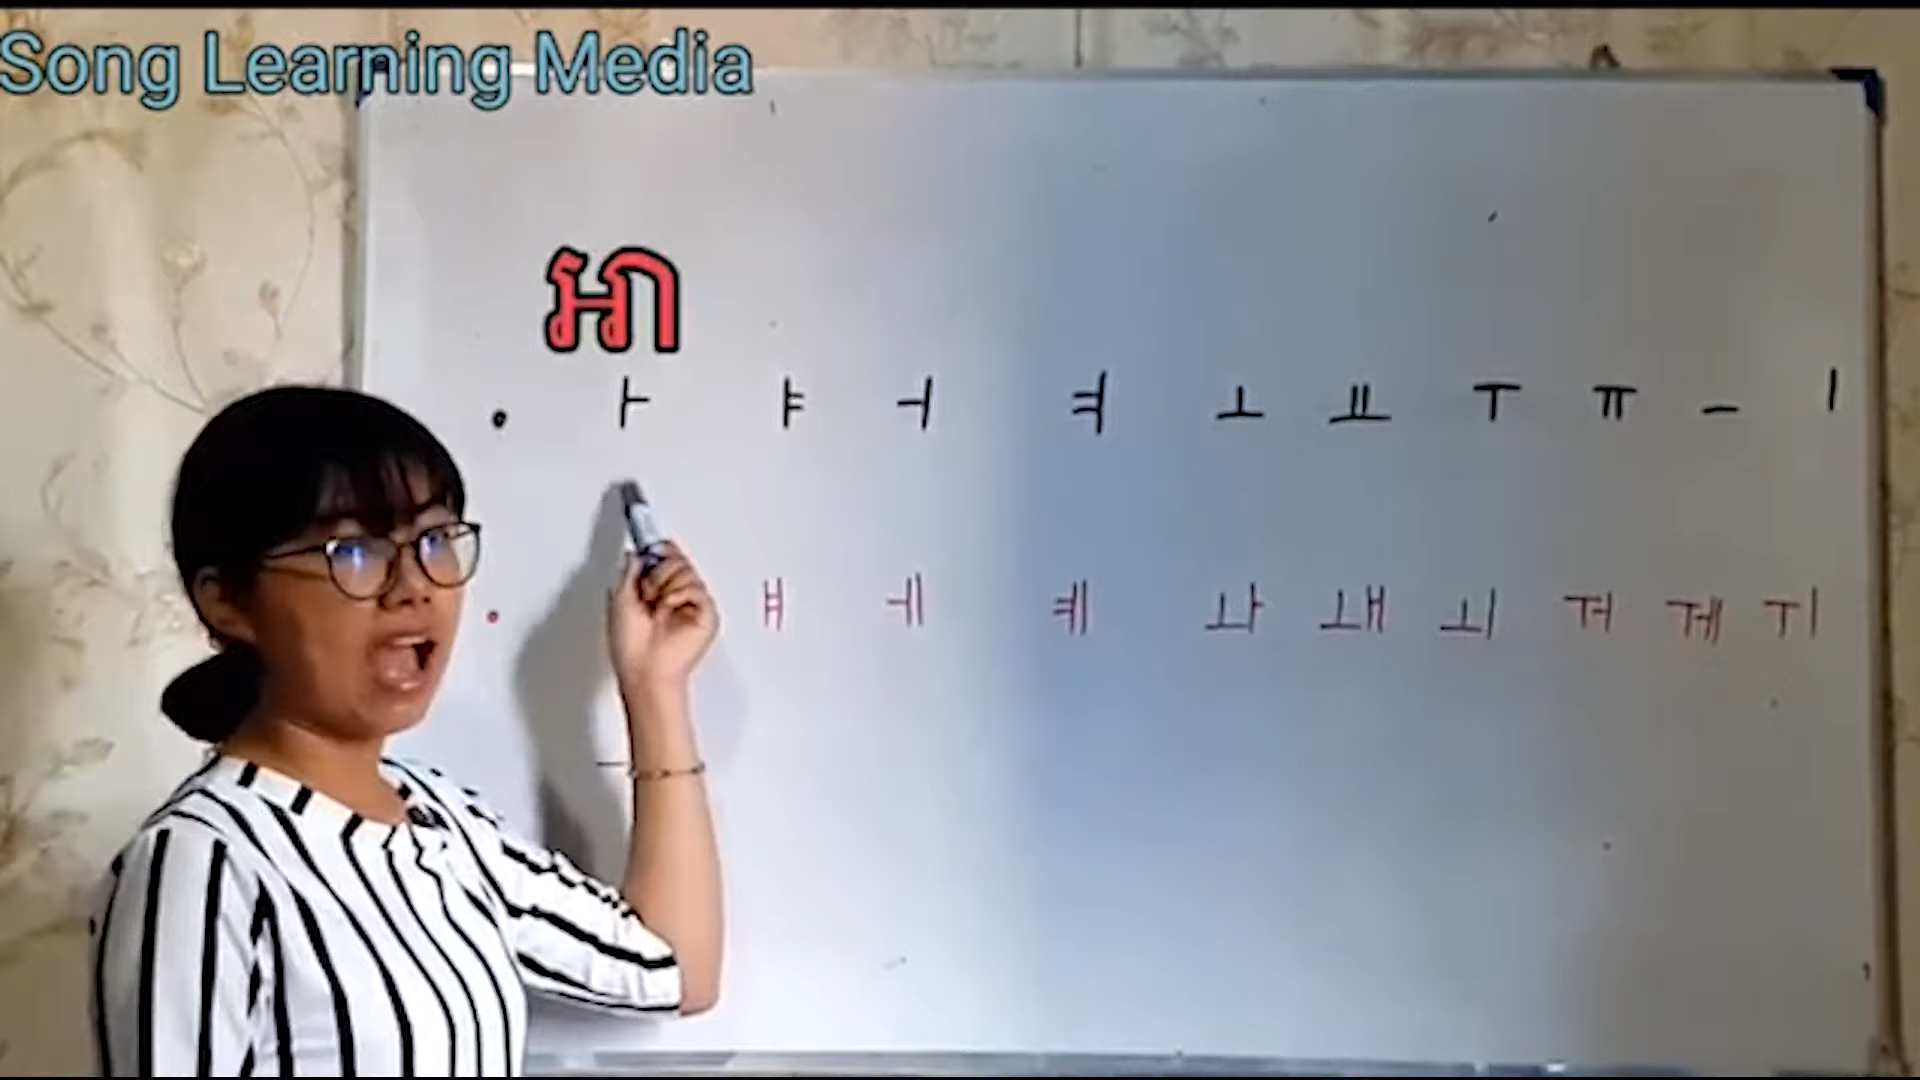 Song Learning Media
អា
• ㅏ ㅑ ㅓ ㅕ ㅗ ㅛ ㅜ ㅠ ㅡ ㅣ
• ㅒ ㅔ ㅖ ㅘ ㅙ ㅚ ㅝ ㅞ ㅟ